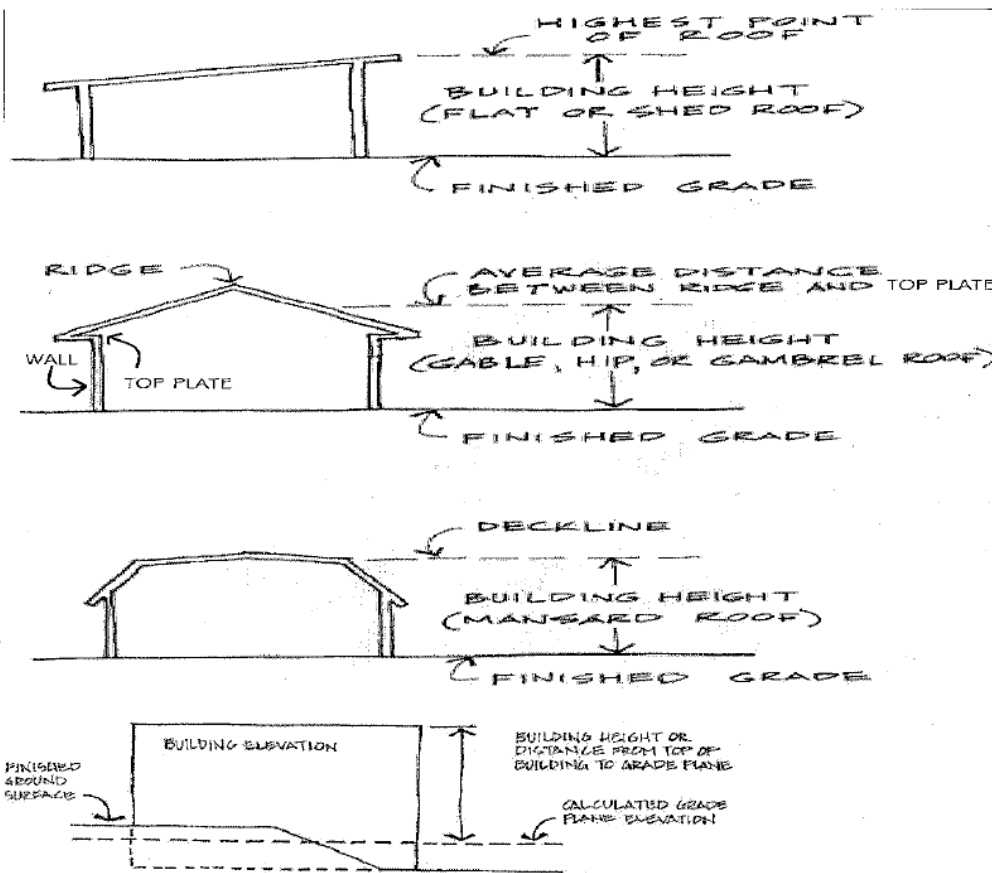 HIGHEST POINT
OF ROOF
BUILDING HEIGHT
(FLAT OR SHED ROOF)
FINISHED GRADE
RIDGE
AVERAGE DISTANCE
BETWEEN RIDGE AND TOP PLATE
WALL
TOP PLATE
BUILDING HEIGHT
(GABLE, HIP, OR GAMBREL ROOF)
FINISHED GRADE
DECKLINE
BUILDING HEIGHT
(MANSARD ROOF)
FINISHED GRADE
BUILDING ELEVATION
FINISHED
GROUND
SURFACE
BUILDING HEIGHT OR
DISTANCE FROM TOP OF
BUILDING TO GRADE PLANE
CALCULATED GRADE
PLANE ELEVATION